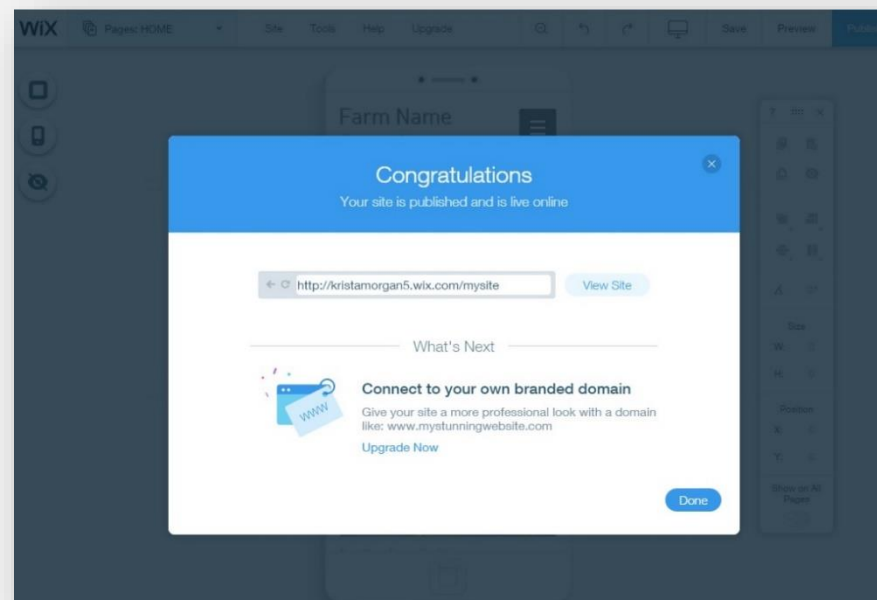 WiX Pages: HOME Site Tools Help Upgrade Save Preview Publish
Farm Name
Congratulations
Your site is published and is live online
http://kristamorgan5.wix.com/mysite View Site
What's Next
Connect to your own branded domain
Give your site a more professional look with a domain
like: www.mystunningwebsite.com
Upgrade Now
Done
www
?
Size
W:
H:
Position
X:
Y:
Show on All
Pages